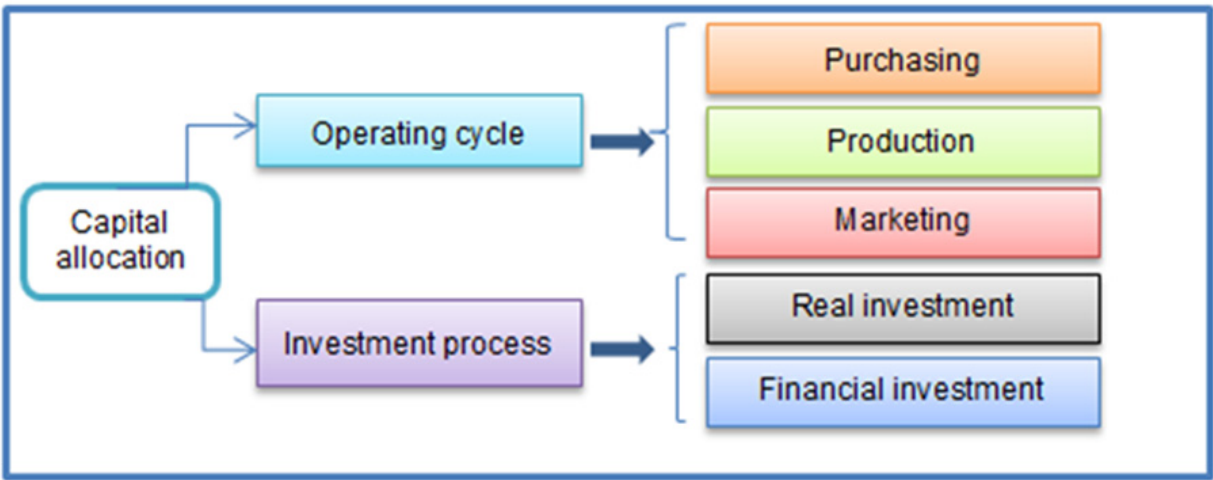 Purchasing
Operating cycle
Production
Capital
allocation
Marketing
Investment process
Real investment
Financial investment